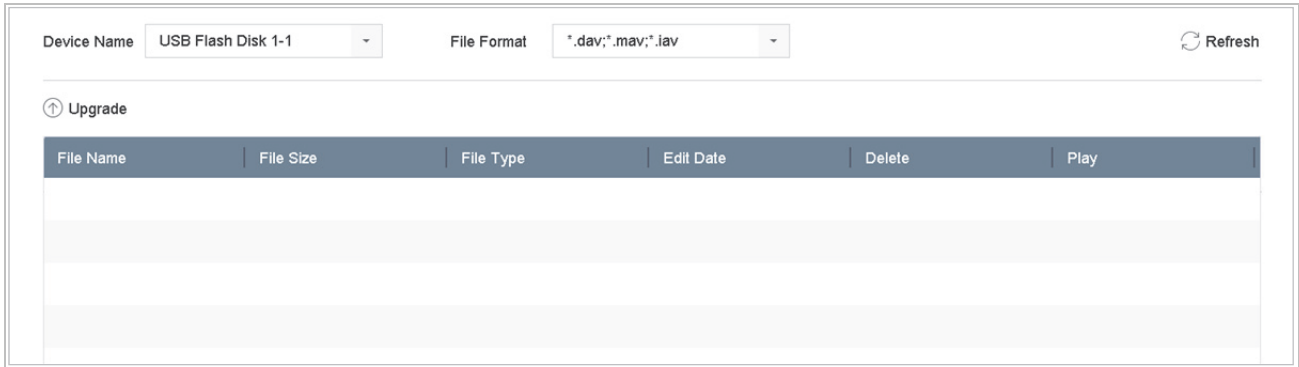 Device Name USB Flash Disk 1-1 File Format *.dav;*.mav;*.iav Refresh
Upgrade
File Name File Size File Type Edit Date Delete Play